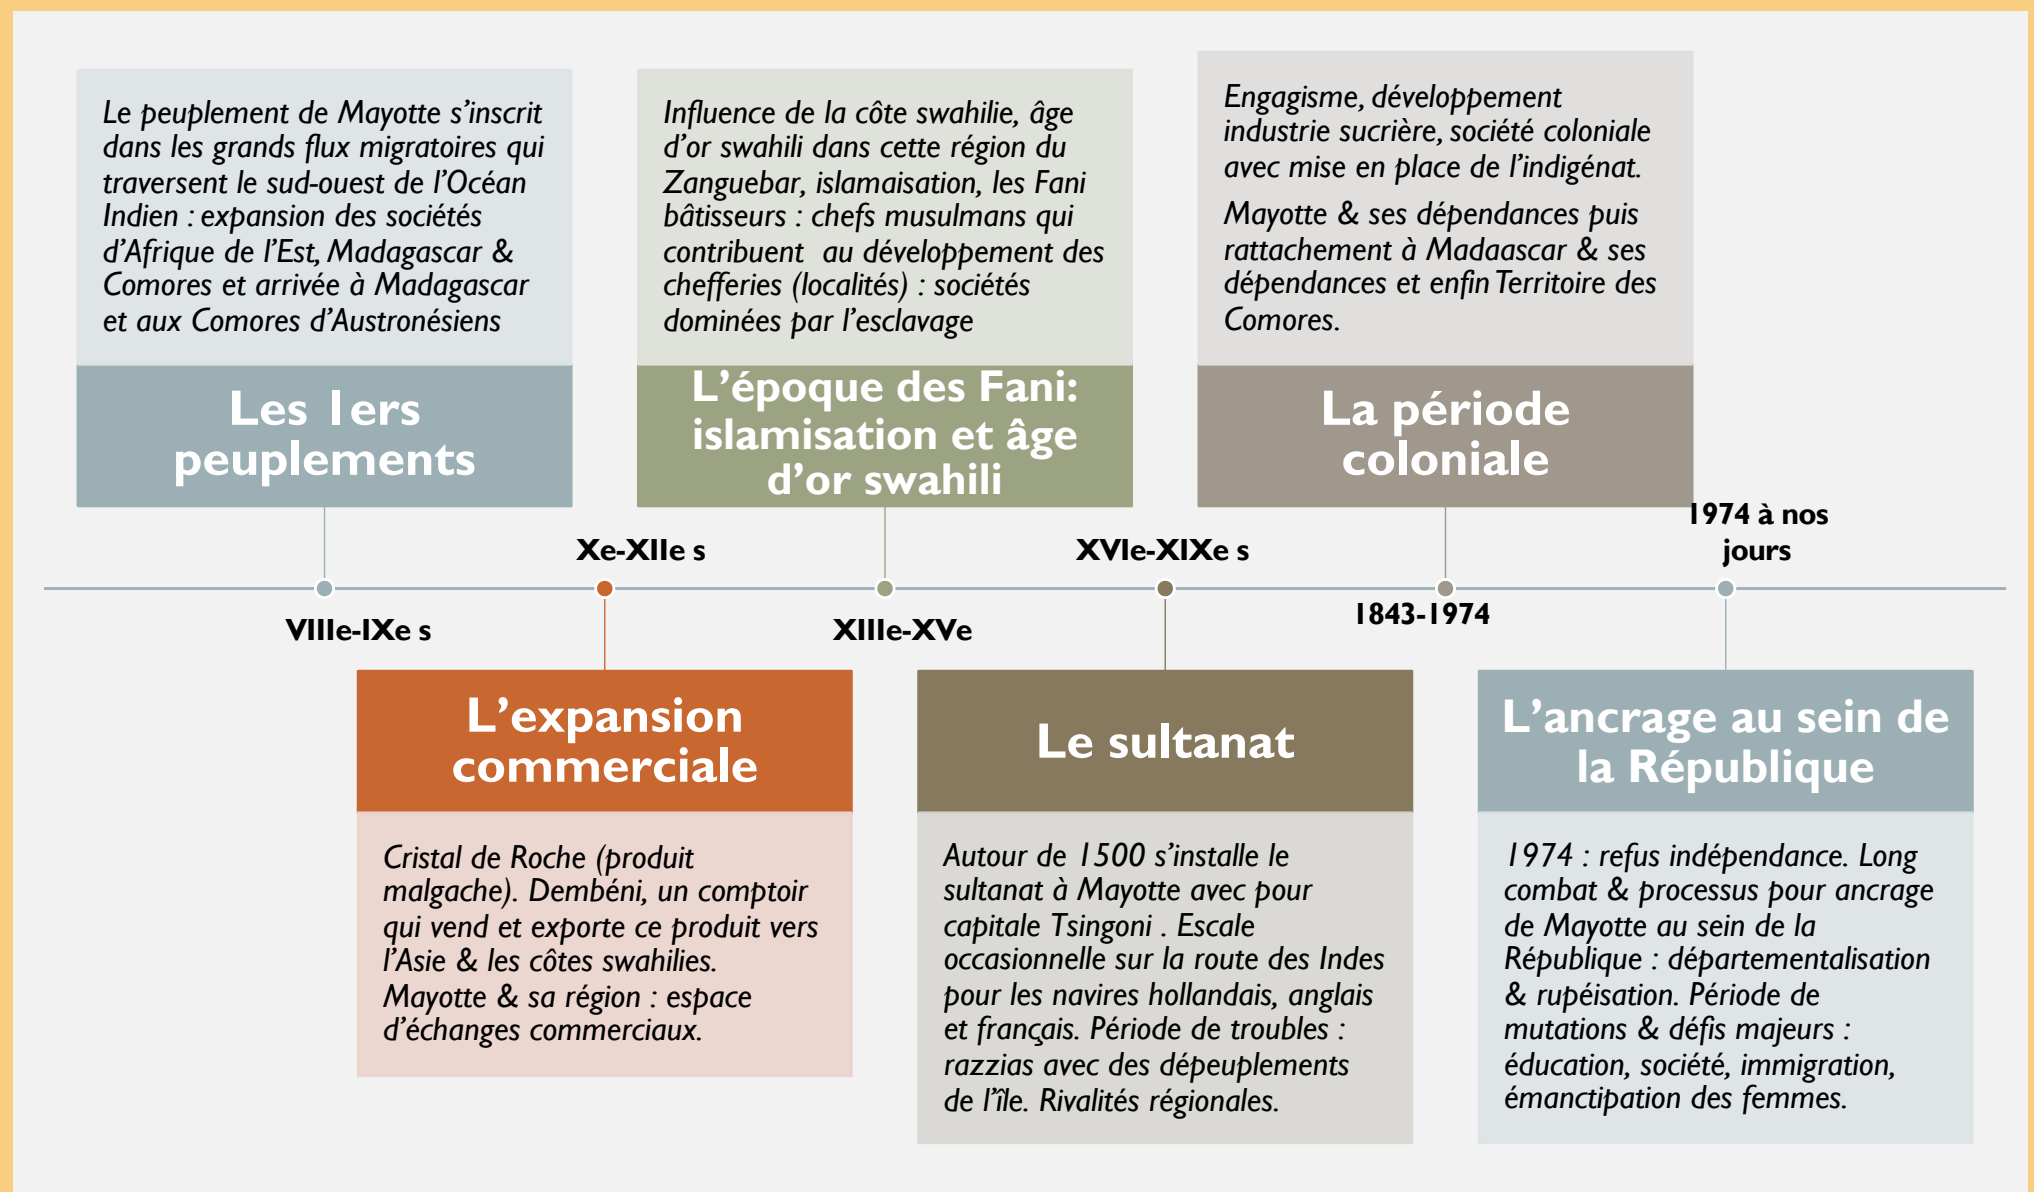 Le peuplement de Mayotte s’inscrit
dans les grands flux migratoires qui
traversent le sud-ouest de l’Océan
Indien : expansion des sociétés
d’Afrique de l’Est, Madagascar &
Comores et arrivée à Madagascar
et aux Comores d’Austronésiens
Les 1ers
peuplements
VIIIe-IXe s
Xe-XIIe s
L’expansion
commerciale
Cristal de Roche (produit
malgache). Dembéni, un comptoir
qui vend et exporte ce produit vers
l’Asie & les côtes swahilies.
Mayotte & sa région : espace
d’échanges commerciaux.
Influence de la côte swahilie, âge
d’or swahili dans cette région du
Zanguebar, islamaisation, les Fani
bâtisseurs : chefs musulmans qui
contribuent au développement des
chefferies (localités) : sociétés
dominées par l’esclavage
L’époque des Fani:
islamisation et âge
d’or swahili
XIIIe-XVe
XVIe-XIXe s
Le sultanat
Autour de 1500 s’installe le
sultanat à Mayotte avec pour
capitale Tsingoni . Escale
occasionnelle sur la route des Indes
pour les navires hollandais, anglais
et français. Période de troubles :
razzias avec des dépeuplements
de l’île. Rivalités régionales.
Engagisme, développement
industrie sucrière, société coloniale
avec mise en place de l’indigénat.
Mayotte & ses dépendances puis
rattachement à Madaascar & ses
dépendances et enfin Territoire des
Comores.
La période
coloniale
1843-1974
1974 à nos
jours
L’ancrage au sein de
la République
1974 : refus indépendance. Long
combat & processus pour ancrage
de Mayotte au sein de la
République : départementalisation
& rupéisation. Période de
mutations & défis majeurs :
éducation, société, immigration,
émanctipation des femmes.